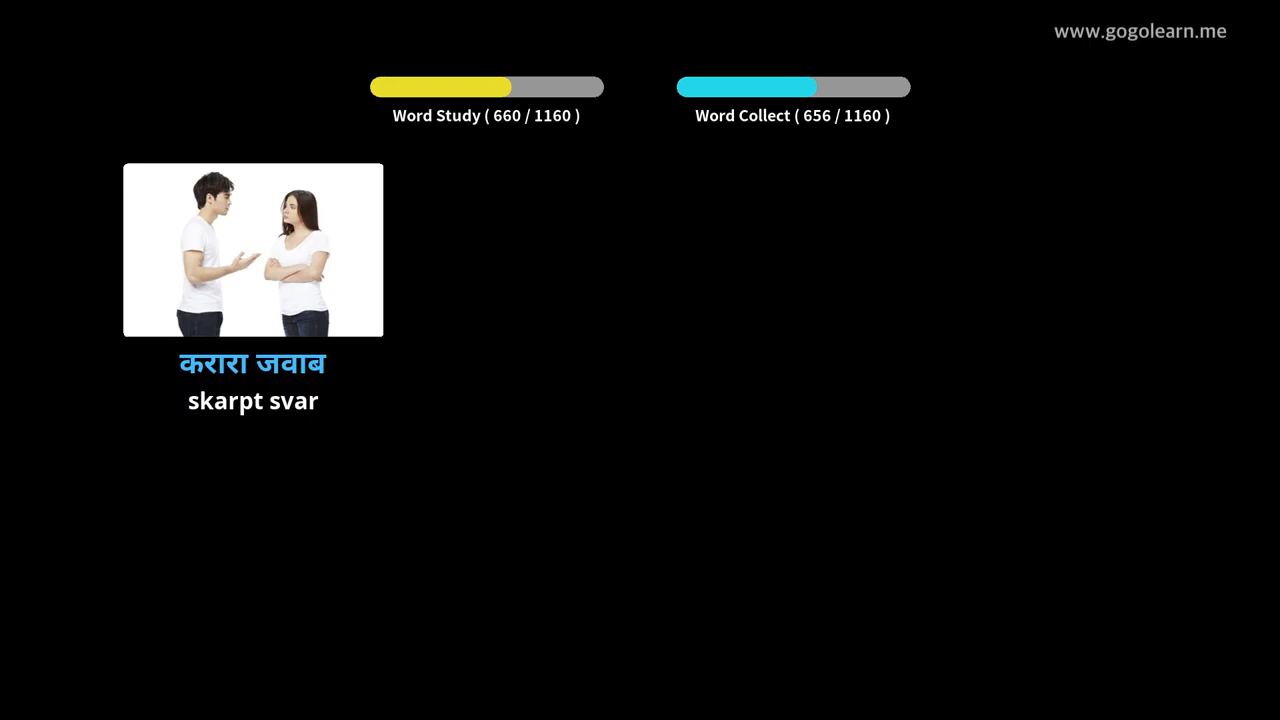 www.gogolearn.me
Word Study ( 660 / 1160 )
Word Collect ( 656 / 1160 )
करारा जवाब
skarpt svar